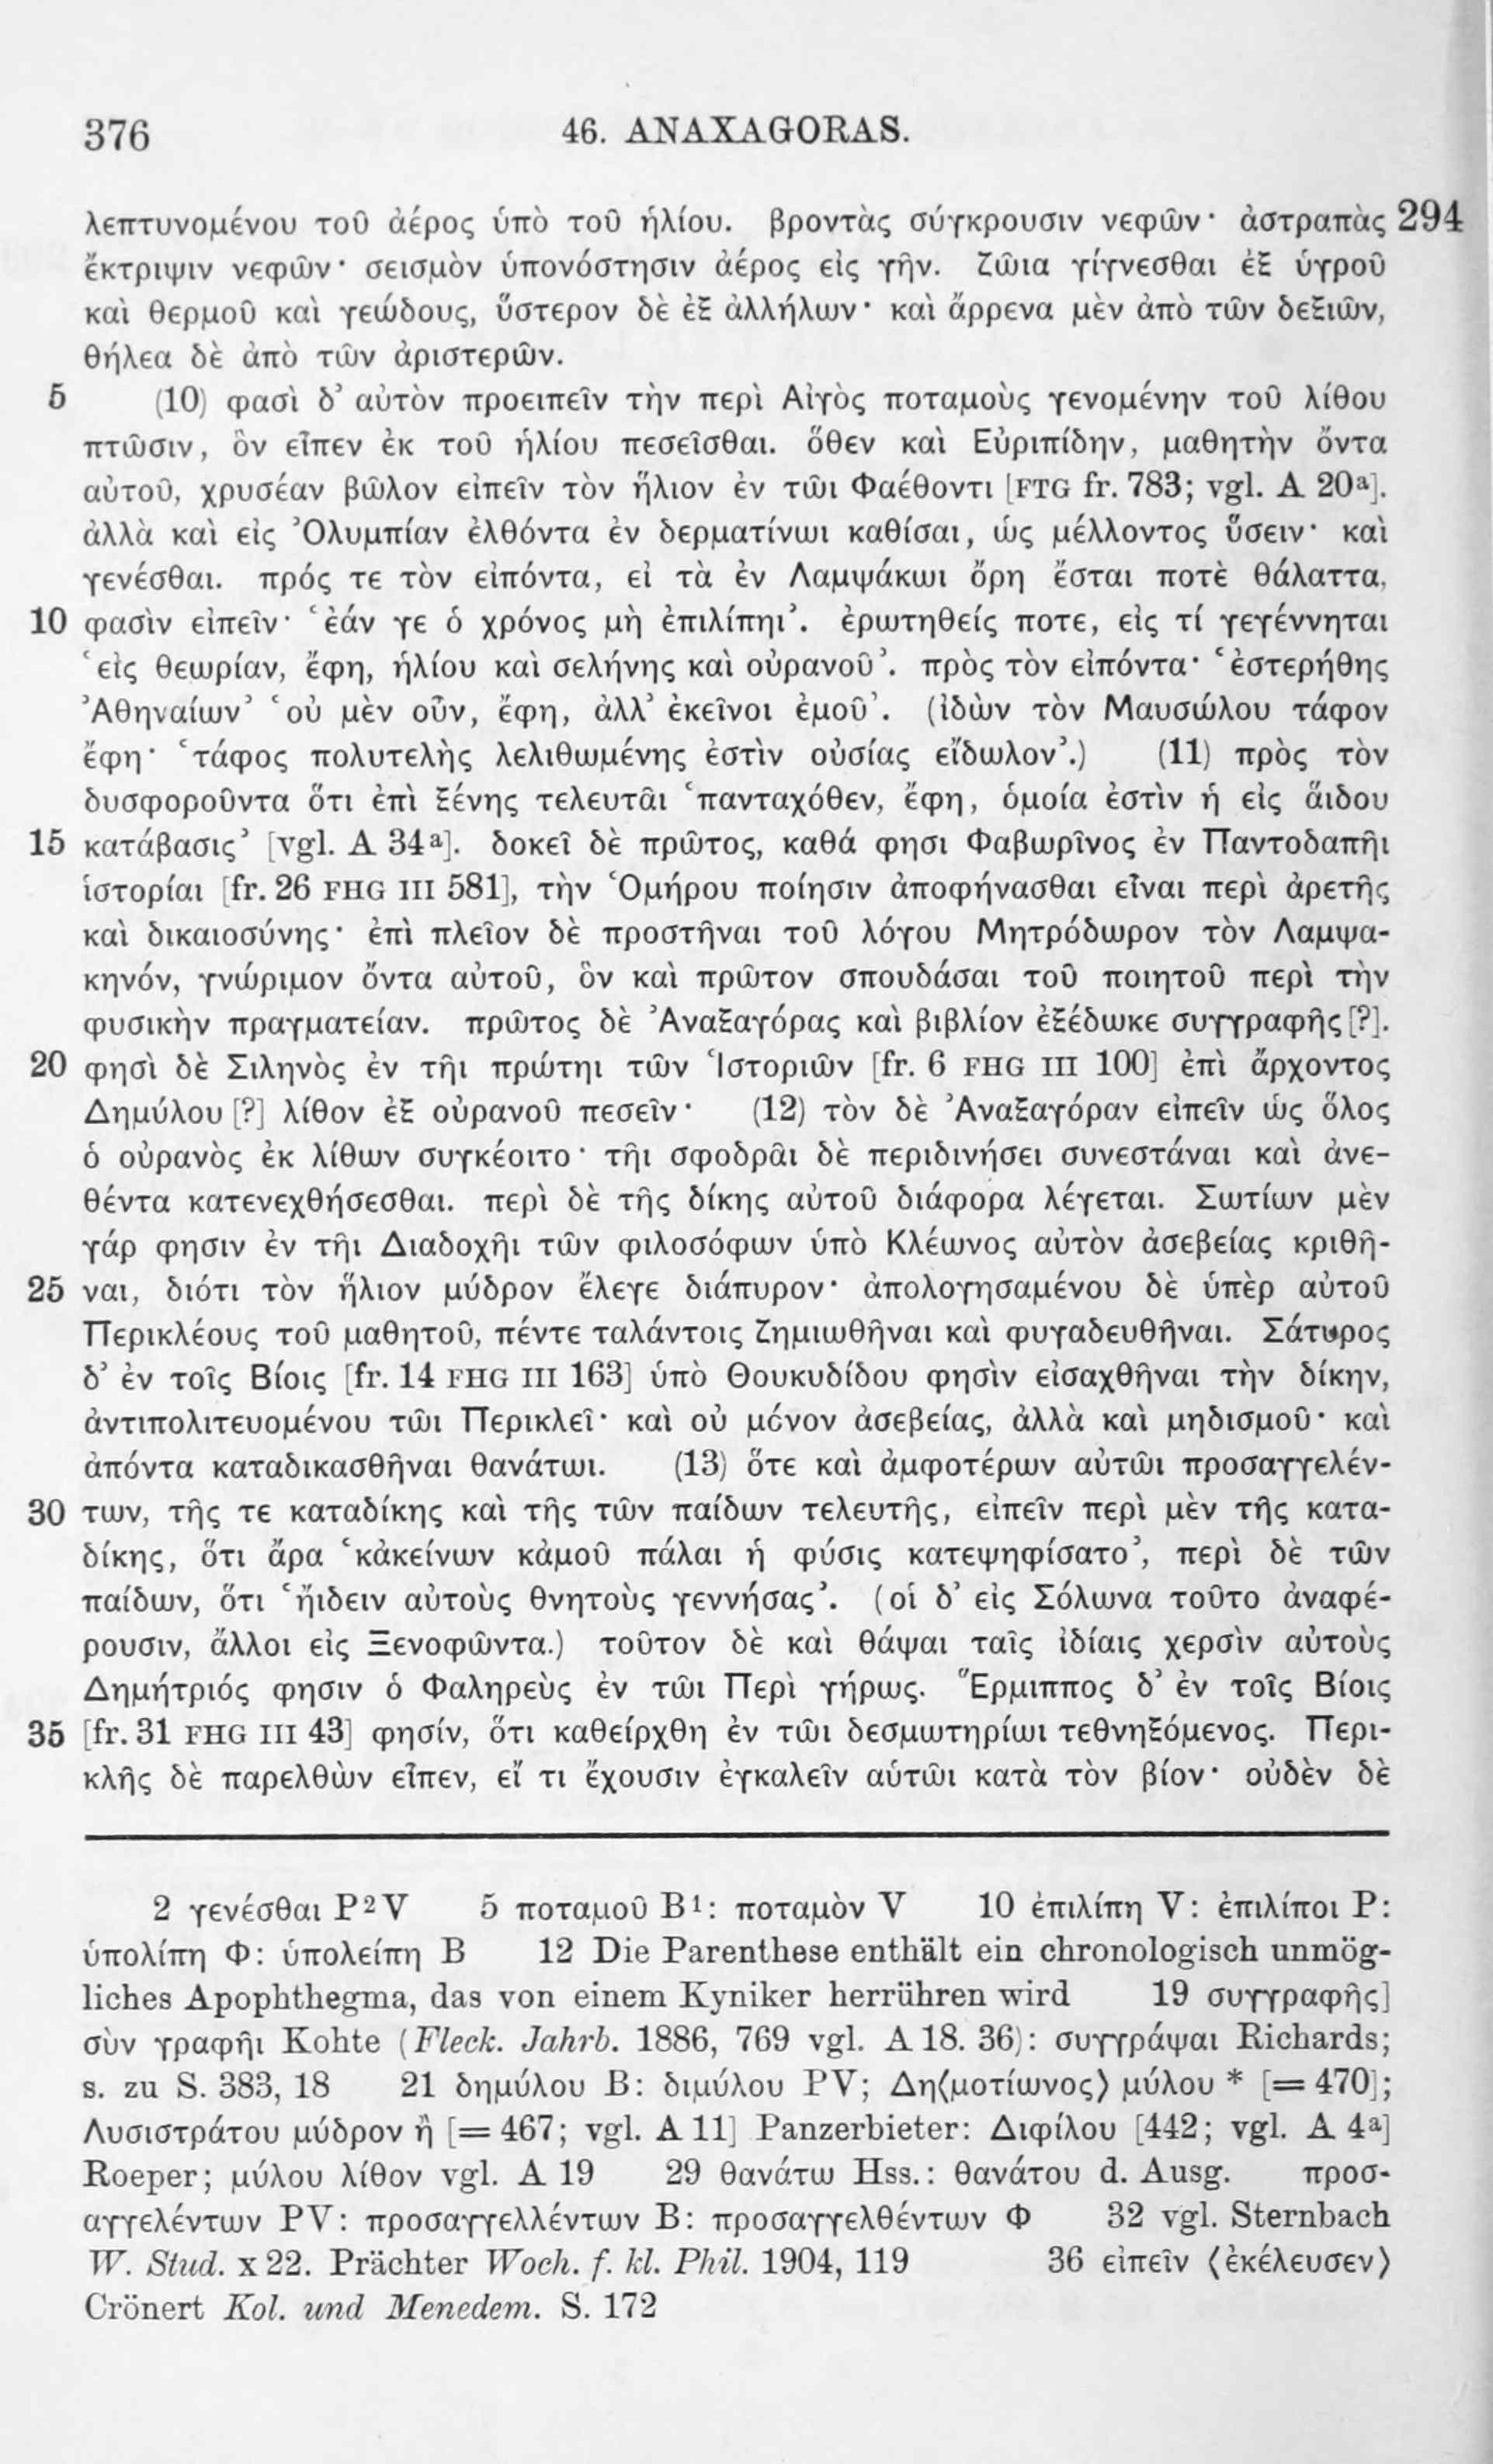 376
46. ANAXAGORAS.
λεπτυνομένου τοῦ ἀέρος ὑπὸ τοῦ ἡλίου. βροντὰς σύγκρουσιν νεφῶν· ἀστραπὰς 294
ἔκτριψιν νεφῶν· σεισμὸν ὑπονόστησιν ἀέρος εἰς γῆν. ζῶια γίγνεσθαι ἐξ ὑγροῦ
καὶ θερμοῦ καὶ γεώδους, ὕστερον δὲ ἐξ ἀλλήλων· καὶ ἄρρενα μὲν ἀπὸ τῶν δεξιῶν,
θήλεα δὲ ἀπὸ τῶν ἀριστερῶν.
5 (10) φασὶ δ’ αὐτὸν προειπεῖν τὴν περὶ Αἰγὸς ποταμοὺς γενομένην τοῦ λίθου
πτῶσιν, ὃν εἶπεν ἐκ τοῦ ἡλίου πεσεῖσθαι. ὅθεν καὶ Εὐριπίδην, μαθητὴν ὄντα
αὐτοῦ, χρυσέαν βῶλον εἰπεῖν τὸν ἥλιον ἐν τῶι Φαέθοντι [FTG fr. 783; vgl. A 20ᵃ].
ἀλλὰ καὶ εἰς Ὀλυμπίαν ἐλθόντα ἐν δερματίνωι καθίσαι, ὡς μέλλοντος ὕσειν· καὶ
γενέσθαι. πρός τε τὸν εἰπόντα, εἰ τὰ ἐν Λαμψάκωι ὄρη ἔσται ποτὲ θάλαττα,
10 φασὶν εἰπεῖν· ‘ἐάν γε ὁ χρόνος μὴ ἐπιλίπηι’. ἐρωτηθείς ποτε, εἰς τί γεγέννηται
‘εἰς θεωρίαν, ἔφη, ἡλίου καὶ σελήνης καὶ οὐρανοῦ’. πρὸς τὸν εἰπόντα· ‘ἐστερήθης
Ἀθηναίων’ ‘οὐ μὲν οὖν, ἔφη, ἀλλ’ ἐκεῖνοι ἐμοῦ’. (ἰδὼν τὸν Μαυσώλου τάφον
ἔφη· ‘τάφος πολυτελὴς λελιθωμένης ἐστὶν οὐσίας εἴδωλον’.) (11) πρὸς τὸν
δυσφοροῦντα ὅτι ἐπὶ ξένης τελευτᾶι ‘πανταχόθεν, ἔφη, ὁμοία ἐστὶν ἡ εἰς ἅιδου
15 κατάβασις’ [vgl. A 34ᵃ]. δοκεῖ δὲ πρῶτος, καθά φησι Φαβωρῖνος ἐν Παντοδαπῆι
ἱστορίαι [fr. 26 FHG III 581], τὴν Ὁμήρου ποίησιν ἀποφήνασθαι εἶναι περὶ ἀρετῆς
καὶ δικαιοσύνης· ἐπὶ πλεῖον δὲ προστῆναι τοῦ λόγου Μητρόδωρον τὸν Λαμψα-
κηνόν, γνώριμον ὄντα αὐτοῦ, ὃν καὶ πρῶτον σπουδάσαι τοῦ ποιητοῦ περὶ τὴν
φυσικὴν πραγματείαν. πρῶτος δὲ Ἀναξαγόρας καὶ βιβλίον ἐξέδωκε συγγραφῆς [?].
20 φησὶ δὲ Σιληνὸς ἐν τῆι πρώτηι τῶν Ἱστοριῶν [fr. 6 FHG III 100] ἐπὶ ἄρχοντος
Δημύλου [?] λίθον ἐξ οὐρανοῦ πεσεῖν· (12) τὸν δὲ Ἀναξαγόραν εἰπεῖν ὡς ὅλος
ὁ οὐρανὸς ἐκ λίθων συγκέοιτο· τῆι σφοδρᾶι δὲ περιδινήσει συνεστάναι καὶ ἀνε-
θέντα κατενεχθήσεσθαι. περὶ δὲ τῆς δίκης αὐτοῦ διάφορα λέγεται. Σωτίων μὲν
γάρ φησιν ἐν τῆι Διαδοχῆι τῶν φιλοσόφων ὑπὸ Κλέωνος αὐτὸν ἀσεβείας κριθῆ-
25 ναι, διότι τὸν ἥλιον μύδρον ἔλεγε διάπυρον· ἀπολογησαμένου δὲ ὑπὲρ αὐτοῦ
Περικλέους τοῦ μαθητοῦ, πέντε ταλάντοις ζημιωθῆναι καὶ φυγαδευθῆναι. Σάτυρος
δ’ ἐν τοῖς Βίοις [fr. 14 FHG III 163] ὑπὸ Θουκυδίδου φησὶν εἰσαχθῆναι τὴν δίκην,
ἀντιπολιτευομένου τῶι Περικλεῖ· καὶ οὐ μόνον ἀσεβείας, ἀλλὰ καὶ μηδισμοῦ· καὶ
ἀπόντα καταδικασθῆναι θανάτωι. (13) ὅτε καὶ ἀμφοτέρων αὐτῶι προσαγγελέν-
30 των, τῆς τε καταδίκης καὶ τῆς τῶν παίδων τελευτῆς, εἰπεῖν περὶ μὲν τῆς κατα-
δίκης, ὅτι ἄρα ‘κἀκείνων κἀμοῦ πάλαι ἡ φύσις κατεψηφίσατο’, περὶ δὲ τῶν
παίδων, ὅτι ‘ἤιδειν αὐτοὺς θνητοὺς γεννήσας’. (οἱ δ’ εἰς Σόλωνα τοῦτο ἀναφέ-
ρουσιν, ἄλλοι εἰς Ξενοφῶντα.) τοῦτον δὲ καὶ θάψαι ταῖς ἰδίαις χερσὶν αὐτοὺς
Δημήτριός φησιν ὁ Φαληρεὺς ἐν τῶι Περὶ γήρως. Ἕρμιππος δ’ ἐν τοῖς Βίοις
35 [fr. 31 FHG III 43] φησίν, ὅτι καθείρχθη ἐν τῶι δεσμωτηρίωι τεθνηξόμενος. Περι-
κλῆς δὲ παρελθὼν εἶπεν, εἴ τι ἔχουσιν ἐγκαλεῖν αὑτῶι κατὰ τὸν βίον· οὐδὲν δὲ
2 γενέσθαι P²V 5 ποταμοῦ B¹: ποταμὸν V 10 ἐπιλίπη V: ἐπιλίποι P:
ὑπολίπη Φ: ὑπολείπη B 12 Die Parenthese enthält ein chronologisch unmög-
liches Apophthegma, das von einem Kyniker herrühren wird 19 συγγραφῆς]
σὺν γραφῆι Kohte (Fleck. Jahrb. 1886, 769 vgl. A 18. 36): συγγράψαι Richards;
s. zu S. 383, 18 21 δημύλου B: διμύλου PV; Δη⟨μοτίωνος⟩ μύλου * [= 470];
Λυσιστράτου μύδρον ἢ [= 467; vgl. A 11] Panzerbieter: Διφίλου [442; vgl. A 4ᵃ]
Roeper; μύλου λίθον vgl. A 19 29 θανάτω Hss.: θανάτου d. Ausg. προσ-
αγγελέντων PV: προσαγγελλέντων B: προσαγγελθέντων Φ 32 vgl. Sternbach
W. Stud. X 22. Prächter Woch. f. kl. Phil. 1904, 119 36 εἰπεῖν ⟨ἐκέλευσεν⟩
Crönert Kol. und Menedem. S. 172